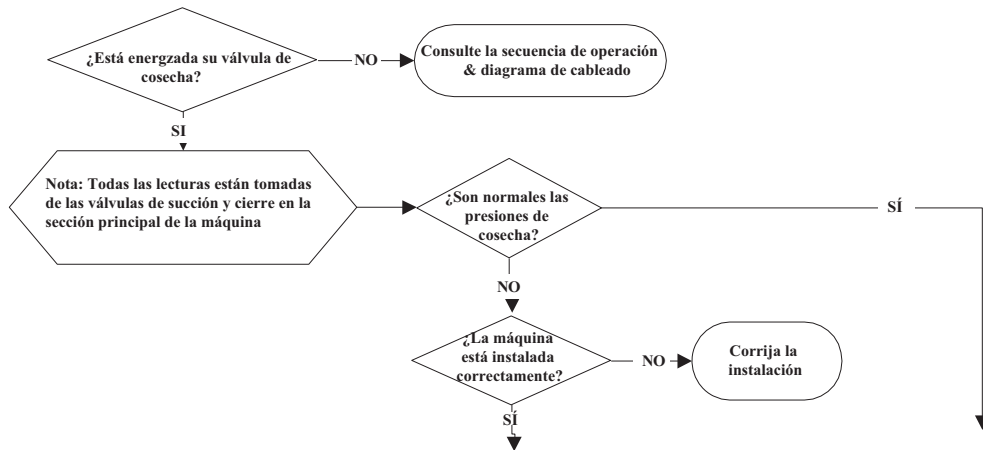 ¿Está energzada su válvula de
cosecha?
NO
Consulte la secuencia de operación
& diagrama de cableado
SI
Nota: Todas las lecturas están tomadas
de las válvulas de succión y cierre en la
sección principal de la máquina
¿Son normales las
presiones de
cosecha?
SÍ
NO
¿La máquina
está instalada
correctamente?
NO
Corrija la
instalación
SÍ